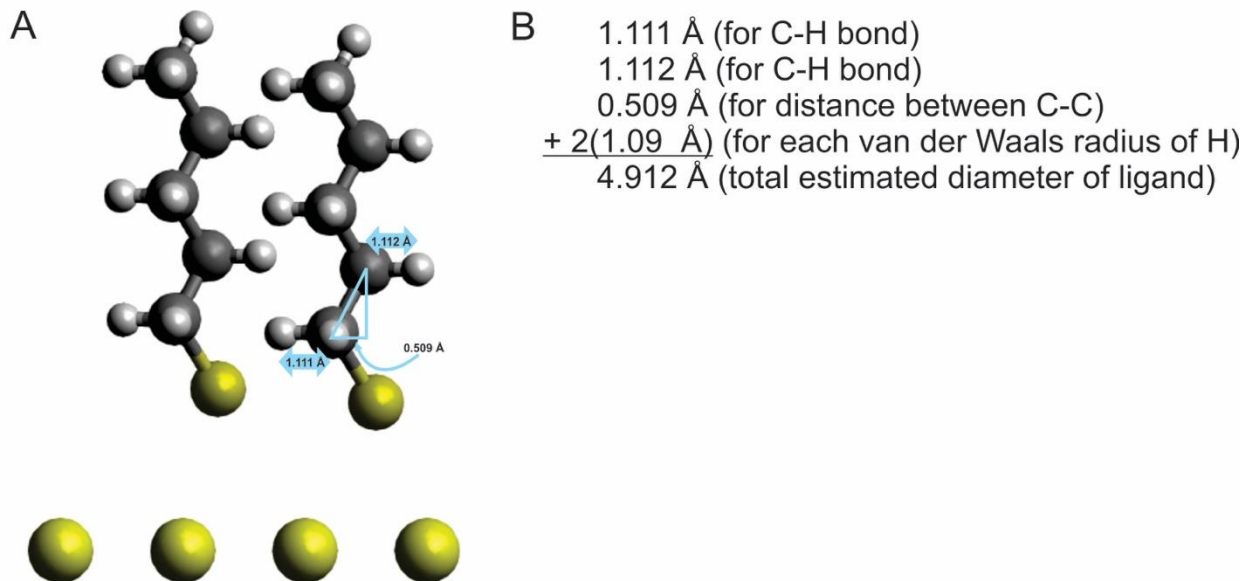 A
1.112 Å
1.111 Å
0.509 Å
B
1.111 Å (for C-H bond)
1.112 Å (for C-H bond)
0.509 Å (for distance between C-C)
+ 2(1.09 Å) (for each van der Waals radius of H)
4.912 Å (total estimated diameter of ligand)